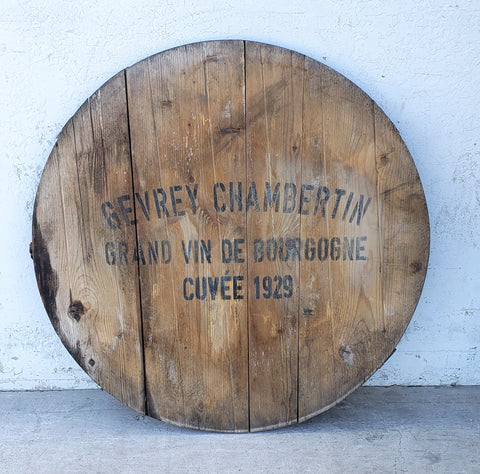 GEVREY CHAMBERTIN
GRAND VIN DE BOURGOGNE
CUVÉE 1929